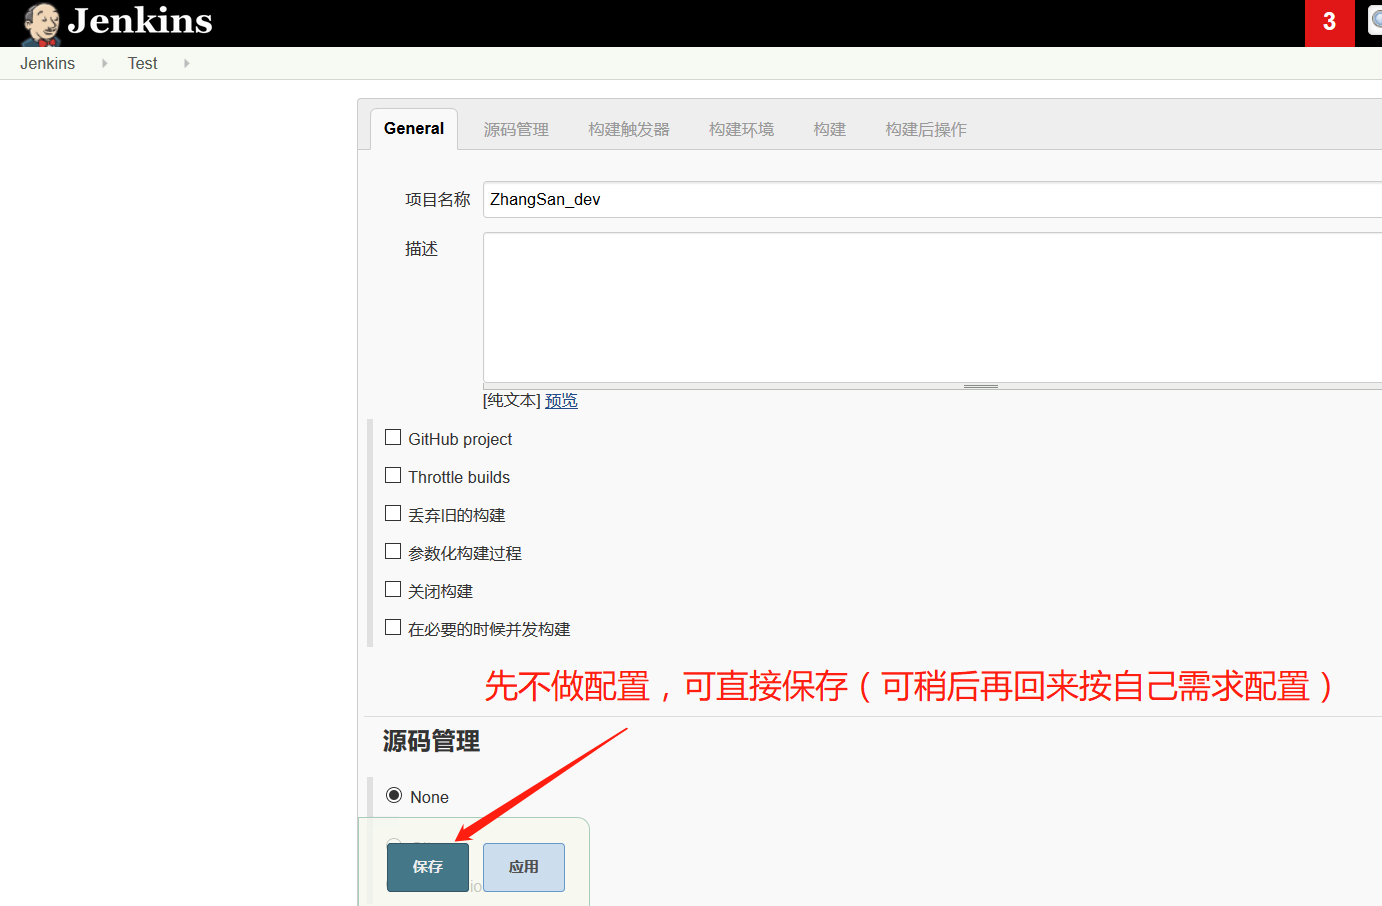 Jenkins
3
Jenkins Test
General 源码管理 构建触发器 构建环境 构建 构建后操作
项目名称 ZhangSan_dev
描述
[纯文本] 预览
GitHub project
Throttle builds
丢弃旧的构建
参数化构建过程
关闭构建
在必要的时候并发构建
先不做配置，可直接保存（可稍后再回来按自己需求配置）
源码管理
None
保存 应用